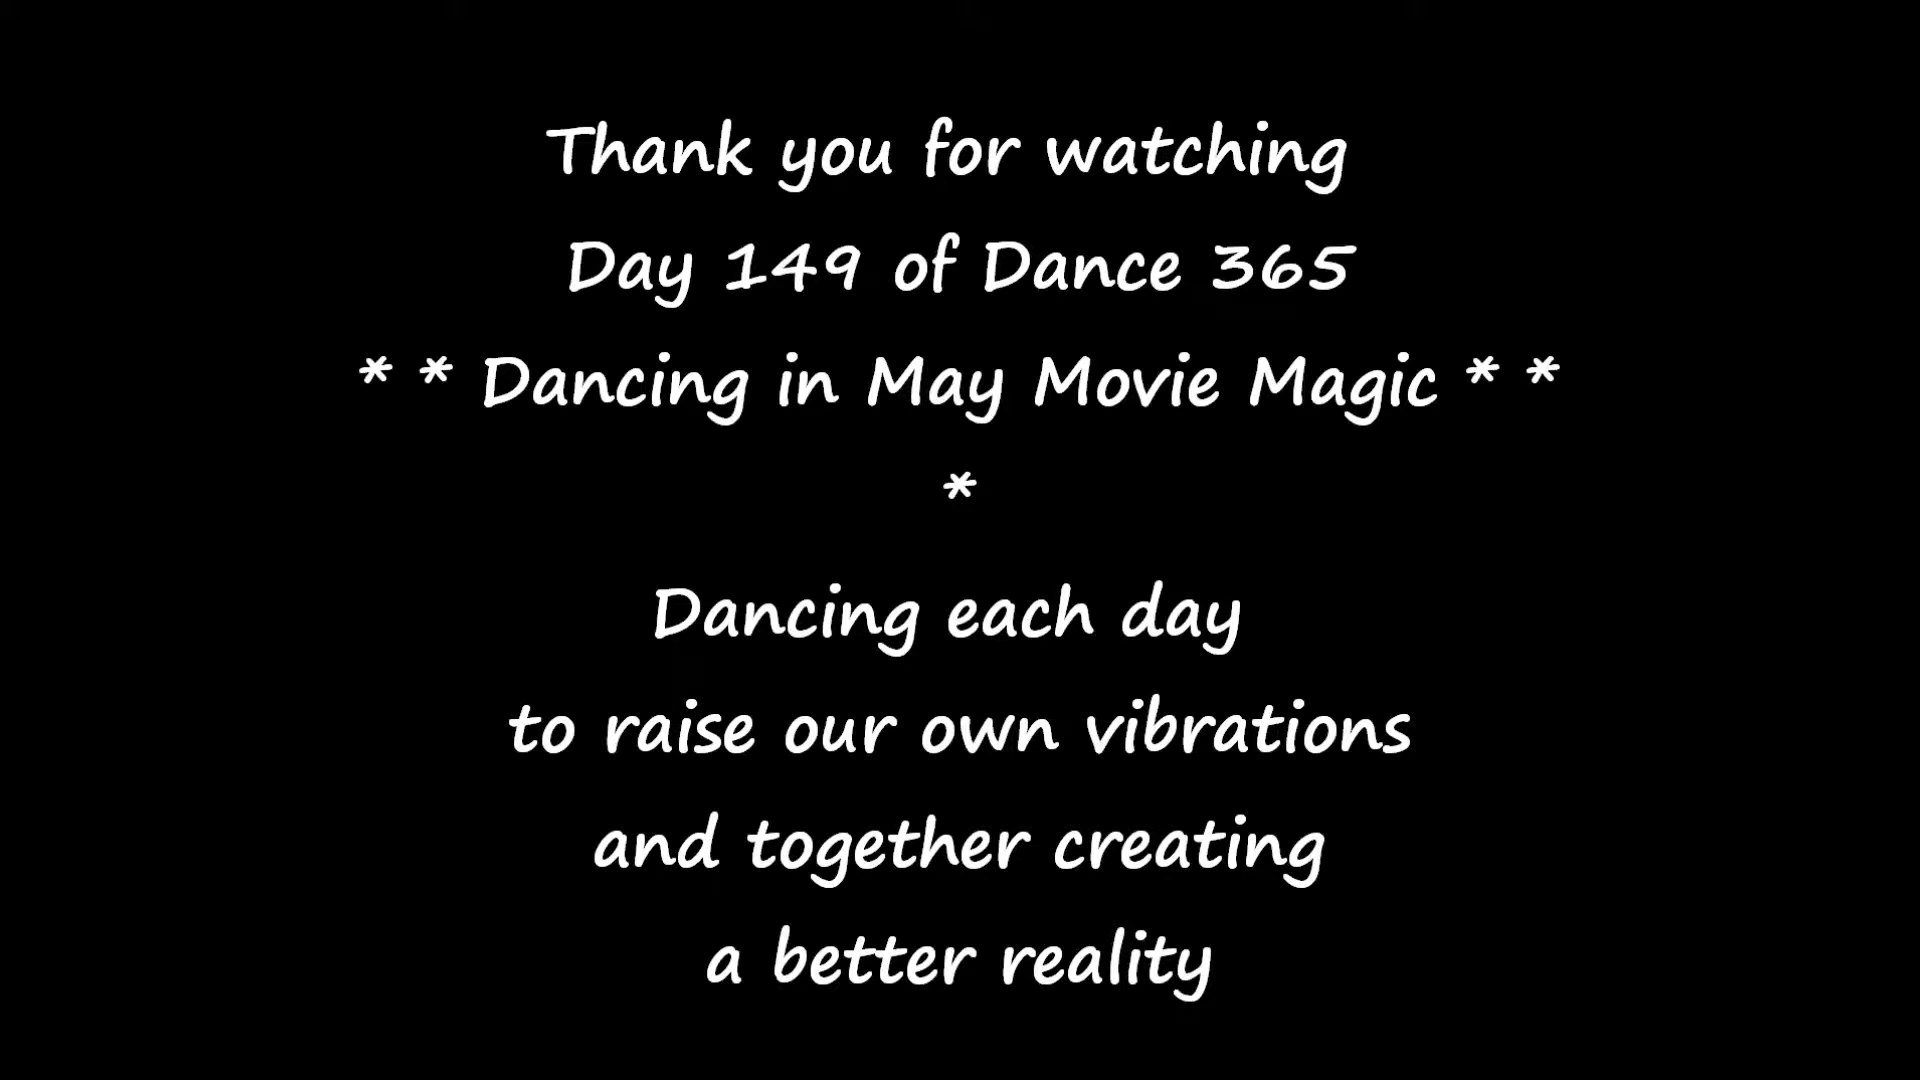 Thank you for watching
Day 149 of Dance 365
* * Dancing in May Movie Magic * *
*
Dancing each day
to raise our own vibrations
and together creating
a better reality